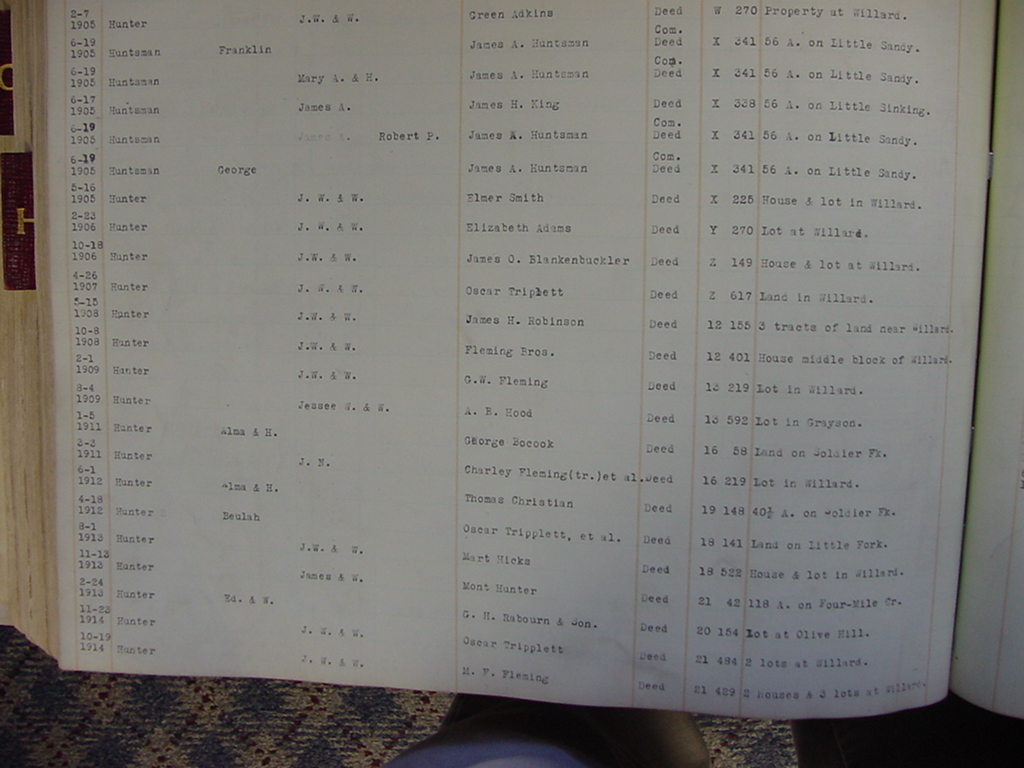 2-7
1905 Hunter J.W. & W. Green Adkins Deed W 270 Property at Willard.
6-19 Com.
1905 Huntsman Franklin James A. Huntsman Deed X 341 56 A. on Little Sandy.
6-19 Com.
1905 Huntsman Mary A. & H. James A. Huntsman Deed X 341 56 A. on Little Sandy.
6-17
1905 Huntsman James A. James H. King Deed X 338 56 A. on Little Sinking.
6-19 Com.
1905 Huntsman Robert P. James A. Huntsman Deed X 341 56 A. on Little Sandy.
6-19 Com.
1905 Huntsman George James A. Huntsman Deed X 341 56 A. on Little Sandy.
5-16
1905 Hunter J. W. & W. Elmer Smith Deed X 225 House & lot in Willard.
2-23
1906 Hunter J. W. & W. Elizabeth Adams Deed Y 270 Lot at Willard.
10-18
1906 Hunter J.W. & W. James O. Blankenbuckler Deed Z 149 House & lot at Willard.
4-26
1907 Hunter J. W. & W. Oscar Triplett Deed Z 617 Land in Willard.
5-15
1908 Hunter J.W. & W. James H. Robinson Deed 12 155 3 tracts of land near Willard.
10-8
1908 Hunter J.W. & W. Fleming Bros. Deed 12 401 House middle block of Willard.
2-1
1909 Hunter J.W. & W. G.W. Fleming Deed 13 219 Lot in Willard.
8-4
1909 Hunter Jessee W. & W. A. B. Hood Deed 13 592 Lot in Grayson.
1-5
1911 Hunter Alma & H. George Bocook Deed 16 58 Land on Soldier Fk.
3-3
1911 Hunter J. N. Charley Fleming(tr.)et al. Deed 16 219 Lot in Willard.
6-1
1912 Hunter Alma & H. Thomas Christian Deed 19 148 40½ A. on Soldier Fk.
4-18
1912 Hunter Beulah Oscar Tripplett, et al. Deed 18 141 Land on Little Fork.
8-1
1913 Hunter J.W. & W. Mart Hicks Deed 18 522 House & lot in Willard.
11-13
1913 Hunter James & W. Mont Hunter Deed 21 42 118 A. on Four-Mile Cr.
2-24
1913 Hunter Ed. & W. G. H. Rabourn & Son. Deed 20 154 Lot at Olive Hill.
11-23
1914 Hunter J. W. & W. Oscar Tripplett Deed 21 484 2 lots at Willard.
10-19
1914 Hunter J. W. & W. M. F. Fleming Deed 21 429 2 houses & 3 lots at Willard.